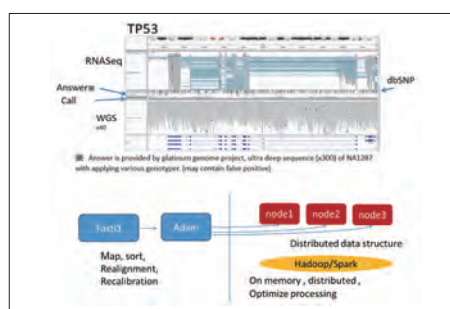 TP53
RNASeq
dbSNP
Answer※
Call
WGS
x40
※ Answer is provided by platinum genome project, ultra deep sequence (x300) of NA1287
with applying various genotyper. (may contain false positive)
FastQ
Adam
node1
node2
node3
Distributed data structure
Hadoop/Spark
Map, sort,
Realignment,
Recalibration
On memory , distributed ,
Optimize processing